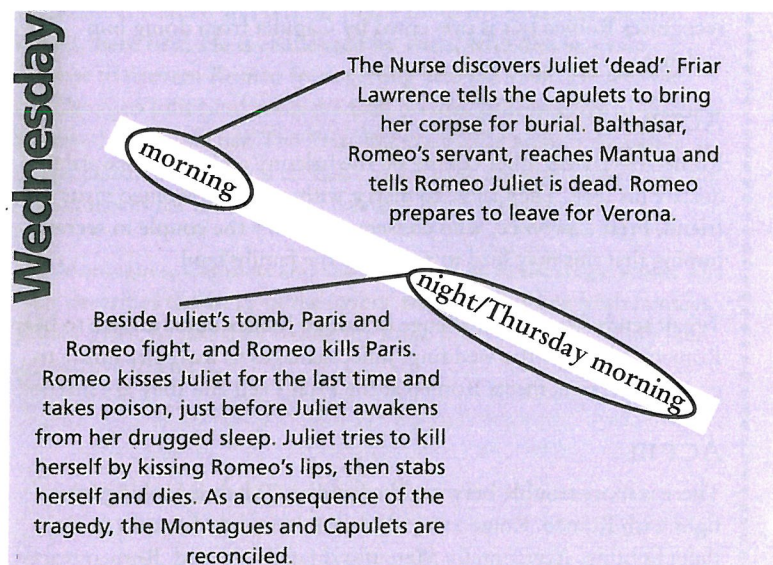 Wednesday
The Nurse discovers Juliet ‘dead’. Friar
Lawrence tells the Capulets to bring
her corpse for burial. Balthasar,
Romeo’s servant, reaches Mantua and
tells Romeo Juliet is dead. Romeo
prepares to leave for Verona.
morning
night/Thursday morning
Beside Juliet’s tomb, Paris and
Romeo fight, and Romeo kills Paris.
Romeo kisses Juliet for the last time and
takes poison, just before Juliet awakens
from her drugged sleep. Juliet tries to kill
herself by kissing Romeo’s lips, then stabs
herself and dies. As a consequence of the
tragedy, the Montagues and Capulets are
reconciled.